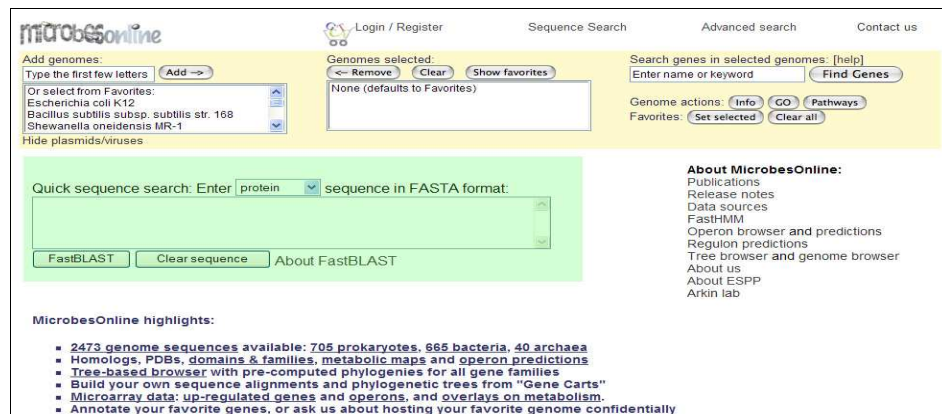 microbesonline
Login / Register
Sequence Search
Advanced search
Contact us
Add genomes:
Type the first few letters
Add -->
Or select from Favorites:
Escherichia coli K12
Bacillus subtilis subsp. subtilis str. 168
Shewanella oneidensis MR-1
Hide plasmids/viruses
Genomes selected:
<-- Remove
Clear
Show favorites
None (defaults to Favorites)
Search genes in selected genomes: [help]
Enter name or keyword
Find Genes
Genome actions: Info GO Pathways
Favorites: Set selected Clear all
Quick sequence search: Enter protein sequence in FASTA format:
FastBLAST
Clear sequence
About FastBLAST
About MicrobesOnline:
Publications
Release notes
Data sources
FastHMM
Operon browser and predictions
Regulon predictions
Tree browser and genome browser
About us
About ESPP
Arkin lab
MicrobesOnline highlights:
2473 genome sequences available: 705 prokaryotes, 665 bacteria, 40 archaea
Homologs, PDBs, domains & families, metabolic maps and operon predictions
Tree-based browser with pre-computed phylogenies for all gene families
Build your own sequence alignments and phylogenetic trees from "Gene Carts"
Microarray data: up-regulated genes and operons, and overlays on metabolism.
Annotate your favorite genes, or ask us about hosting your favorite genome confidentially